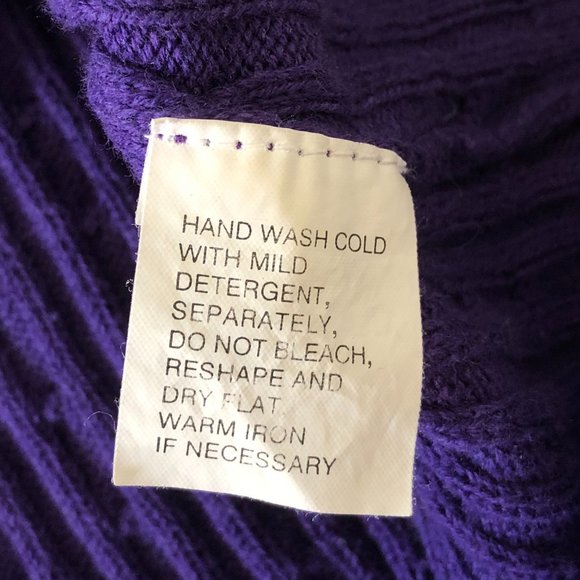 HAND WASH COLD
WITH MILD
DETERGENT,
SEPARATELY,
DO NOT BLEACH,
RESHAPE AND
DRY FLAT.
WARM IRON
IF NECESSARY